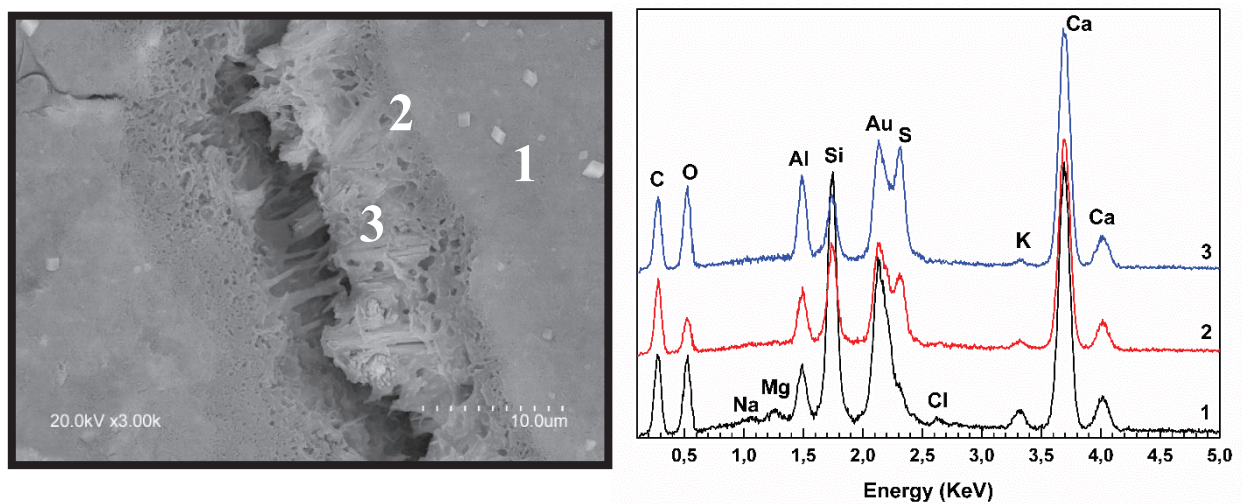 2
1
3
20.0kV x3.00k
10.0um
Ca
Au
S
Si
Al
O
C
K
Ca
3
2
Na
Mg
Cl
1
0,5 1,0 1,5 2,0 2,5 3,0 3,5 4,0 4,5 5,0
Energy (KeV)